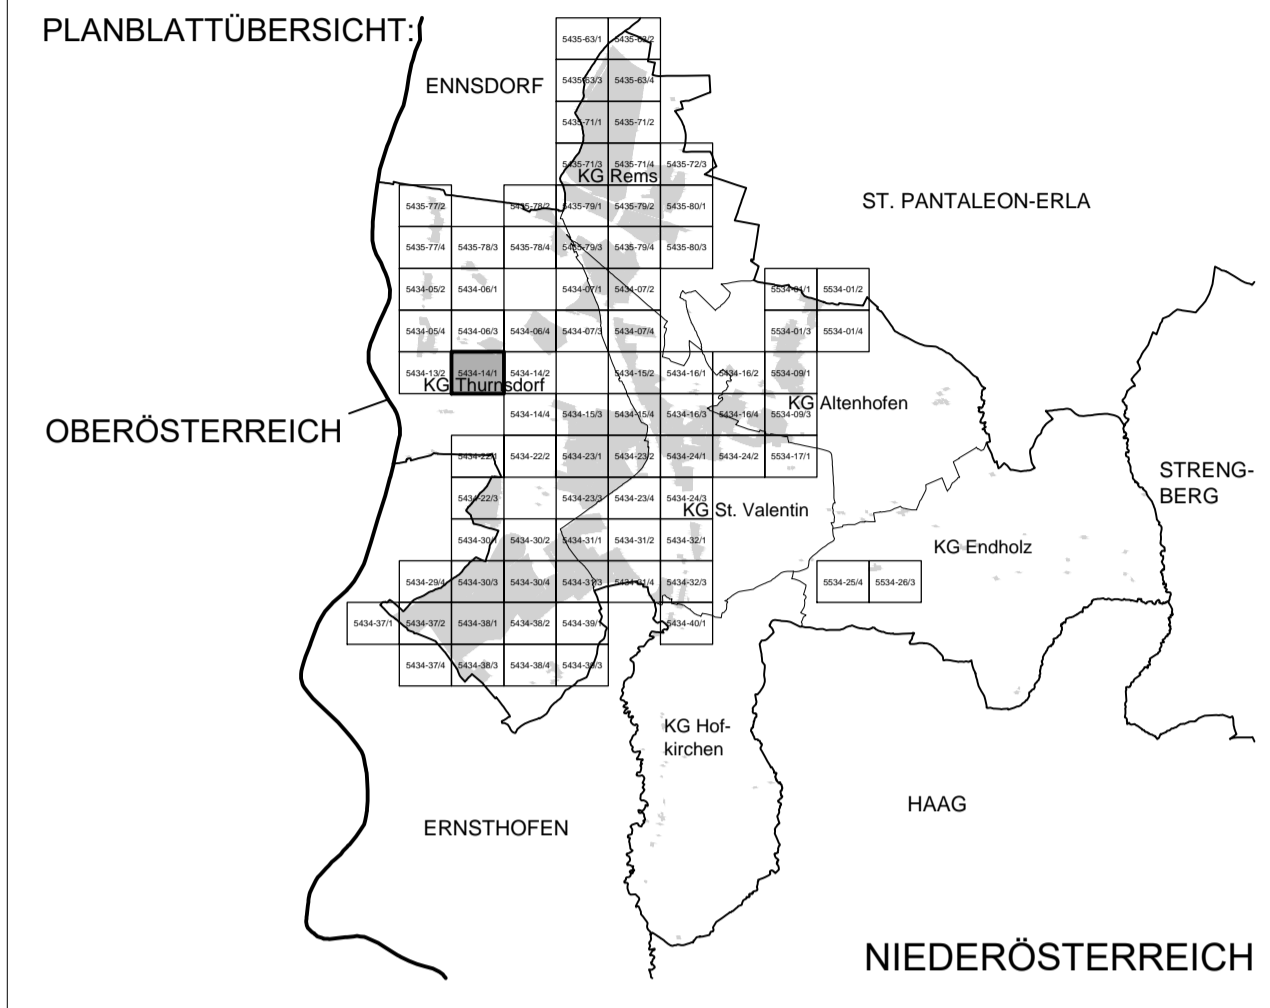 PLANBLATTÜBERSICHT:
5435-63/1 5435-63/2
ENNSDORF
5435-63/3 5435-63/4
5435-71/1 5435-71/2
5435-71/3 5435-71/4 5435-72/3
KG Rems
ST. PANTALEON-ERLA
5435-77/2 5435-78/2 5435-79/1 5435-79/2 5435-80/1
5435-77/4 5435-78/3 5435-78/4 5435-79/3 5435-79/4 5435-80/3
5434-05/2 5434-06/1 5434-07/1 5434-07/2 5534-01/1 5534-01/2
5434-05/4 5434-06/3 5434-06/4 5434-07/3 5434-07/4 5534-01/3 5534-01/4
5434-13/2 5434-14/1 5434-14/2 5434-15/2 5434-16/1 5434-16/2 5534-09/1
KG Thurnsdorf
KG Altenhofen
5434-14/4 5434-15/3 5434-15/4 5434-16/3 5434-16/4 5534-09/3
OBERÖSTERREICH
5434-22/1 5434-22/2 5434-23/1 5434-23/2 5434-24/1 5434-24/2 5534-17/1
STRENG-
BERG
5434-22/3 5434-23/3 5434-23/4 5434-24/3
KG St. Valentin
5434-30/1 5434-30/2 5434-31/1 5434-31/2 5434-32/1
KG Endholz
5434-29/4 5434-30/3 5434-30/4 5434-31/3 5434-31/4 5434-32/3 5534-25/4 5534-26/3
5434-37/1 5434-37/2 5434-38/1 5434-38/2 5434-39/1 5434-40/1
5434-37/4 5434-38/3 5434-38/4 5434-39/3
KG Hof-
kirchen
HAAG
ERNSTHOFEN
NIEDERÖSTERREICH